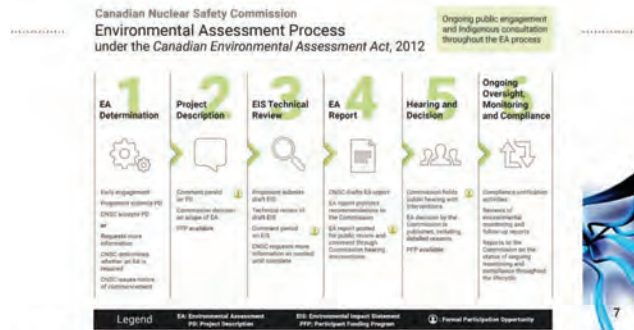 Canadian Nuclear Safety Commission
Environmental Assessment Process
under the Canadian Environmental Assessment Act, 2012
Ongoing public engagement
and Indigenous consultation
throughout the EA process
1
EA
Determination
Early engagement
Proponent submits PD
CNSC accepts PD
or
Requests more
information
CNSC determines
whether an EA is
required
CNSC issues notice
of commencement
2
Project
Description
Comment period
on PD
Commission decision
on scope of EA
PFP available
3
EIS Technical
Review
Proponent submits
draft EIS
Technical review of
draft EIS
Comment period
on EIS
CNSC requests more
information as needed
until complete
4
EA
Report
CNSC drafts EA report
EA report provides
recommendations to
the Commission
EA report posted
for public review and
comment through
Commission hearing
interventions
5
Hearing and
Decision
Commission holds
public hearing with
interventions
EA decision by the
Commission is
published, including
detailed reasons
PFP available
6
Ongoing
Oversight,
Monitoring
and Compliance
Compliance verification
activities
Reviews of
environmental
monitoring and
follow-up reports
Reports to the
Commission on the
status of ongoing
monitoring and
compliance throughout
the lifecycle
Legend
EA: Environmental Assessment
PD: Project Description
EIS: Environmental Impact Statement
PFP: Participant Funding Program
: Formal Participation Opportunity
7